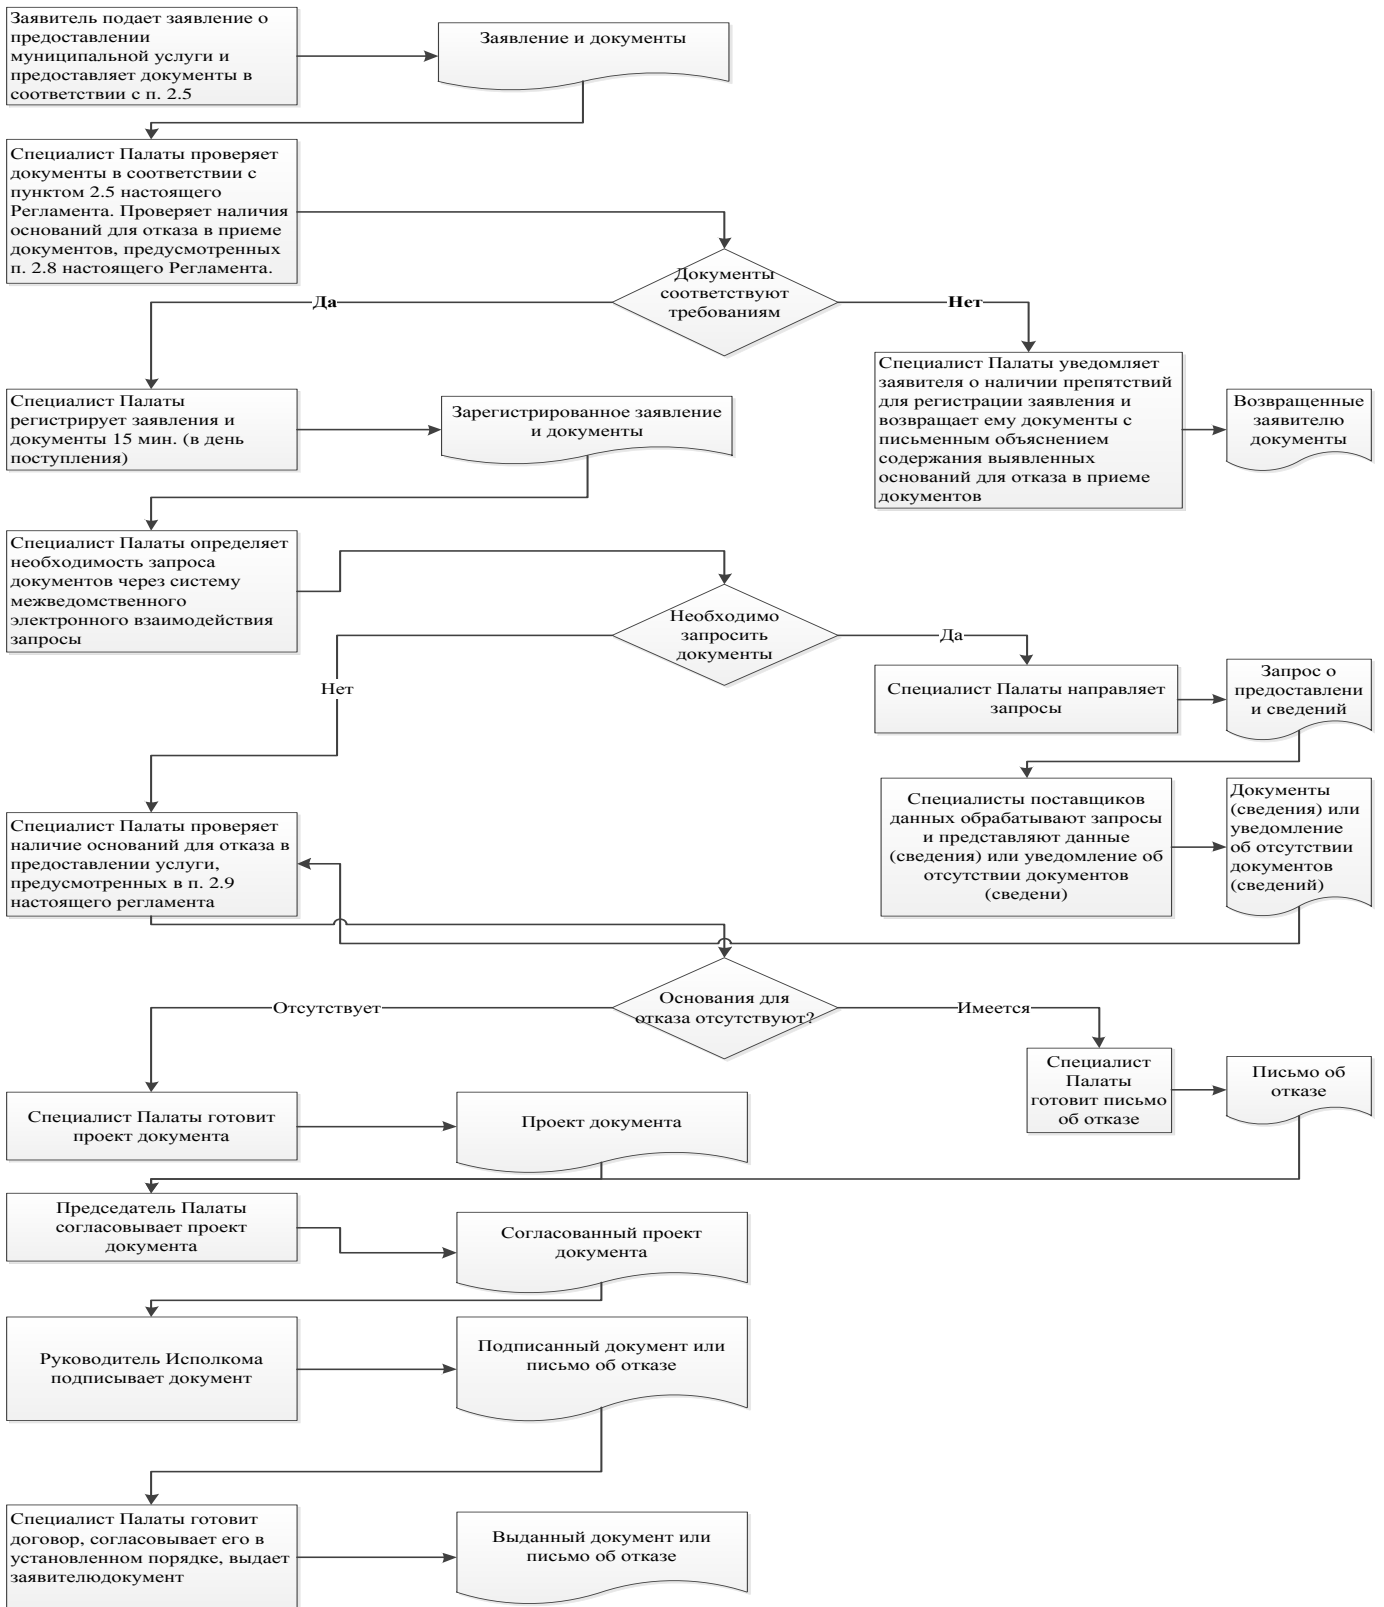 Заявитель подает заявление о
предоставлении
муниципальной услуги и
предоставляет документы в
соответствии с п. 2.5
Заявление и документы
Специалист Палаты проверяет
документы в соответствии с
пунктом 2.5 настоящего
Регламента. Проверяет наличия
оснований для отказа в приеме
документов, предусмотренных
п. 2.8 настоящего Регламента.
Документы
соответствуют
требованиям
Да
Нет
Специалист Палаты
регистрирует заявления и
документы 15 мин. (в день
поступления)
Зарегистрированное заявление
и документы
Специалист Палаты уведомляет
заявителя о наличии препятствий
для регистрации заявления и
возвращает ему документы с
письменным объяснением
содержания выявленных
оснований для отказа в приеме
документов
Возвращенные
заявителю
документы
Специалист Палаты определяет
необходимость запроса
документов через систему
межведомственного
электронного взаимодействия
запросы
Необходимо
запросить
документы
Да
Нет
Специалист Палаты направляет
запросы
Запрос о
предоставлени
и сведений
Специалисты поставщиков
данных обрабатывают запросы
и представляют данные
(сведения) или уведомление об
отсутствии документов
(сведени)
Документы
(сведения) или
уведомление
об отсутствии
документов
(сведений)
Специалист Палаты проверяет
наличие оснований для отказа в
предоставлении услуги,
предусмотренных в п. 2.9
настоящего регламента
Основания для
отказа отсутствуют?
Отсутствует
Имеется
Специалист
Палаты
готовит письмо
об отказе
Письмо об
отказе
Специалист Палаты готовит
проект документа
Проект документа
Председатель Палаты
согласовывает проект
документа
Согласованный проект
документа
Руководитель Исполкома
подписывает документ
Подписанный документ или
письмо об отказе
Специалист Палаты готовит
договор, согласовывает его в
установленном порядке, выдает
заявителюдокумент
Выданный документ или
письмо об отказе